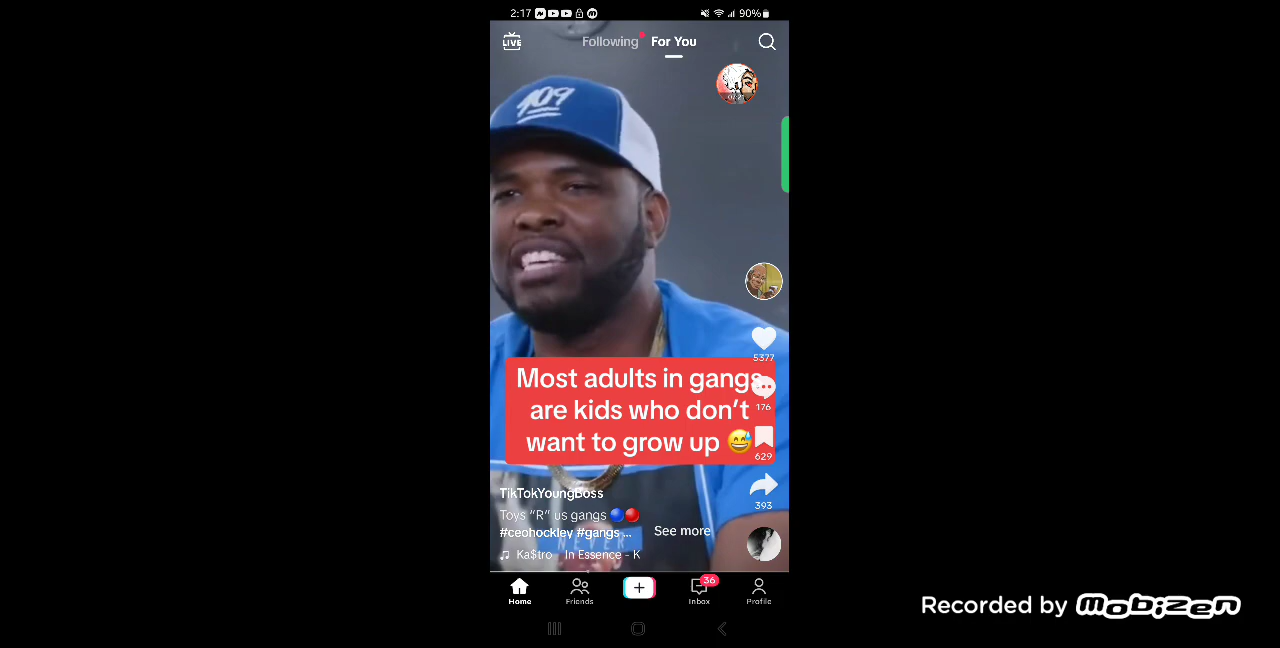 2:17
90%
LIVE
Following
For You
109
5377
Most adults in gangs
are kids who don't
want to grow up 😅
176
629
393
TikTokYoungBoss
Toys "R" us gangs 🔵🔴
#ceohockley #gangs ...
See more
NEVER
Ka$tro
In Essence - K
36
Home
Friends
Inbox
Profile
Recorded by mobizen